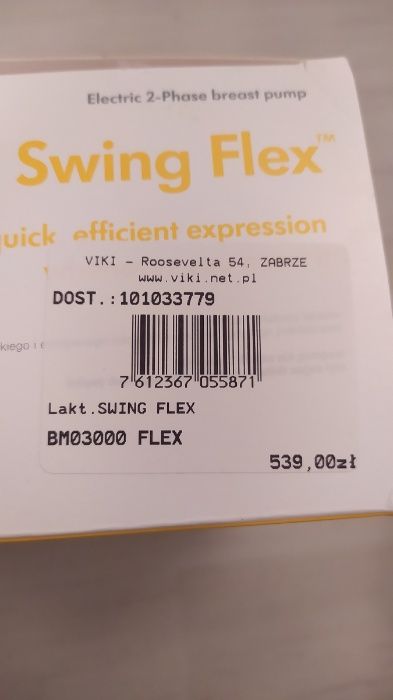 Electric 2-Phase breast pump
Swing Flex™
efficient expression
VIKI - Roosevelta 54, ZABRZE
www.viki.net.pl
DOST.:101033779
7 612367 055871
Lakt.SWING FLEX
BM03000 FLEX
539,00zł